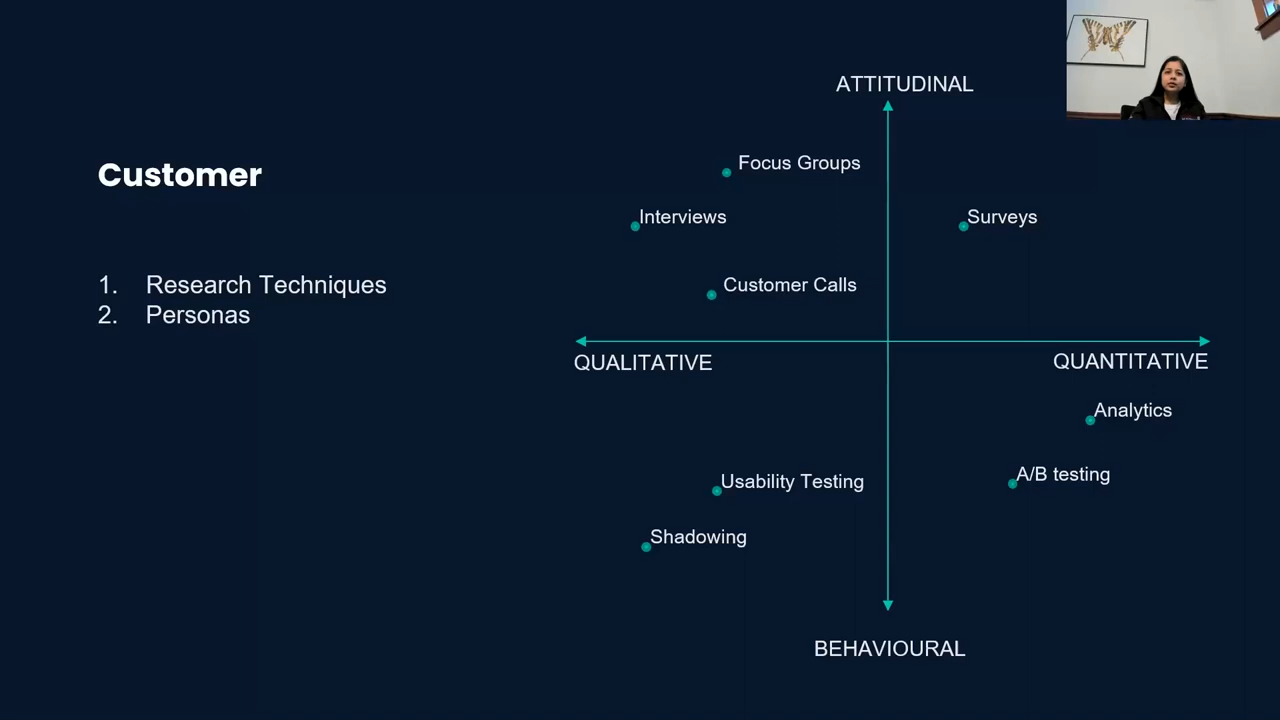 Customer
1. Research Techniques
2. Personas
ATTITUDINAL
Focus Groups
Interviews
Surveys
Customer Calls
QUALITATIVE
QUANTITATIVE
Analytics
A/B testing
Usability Testing
Shadowing
BEHAVIOURAL